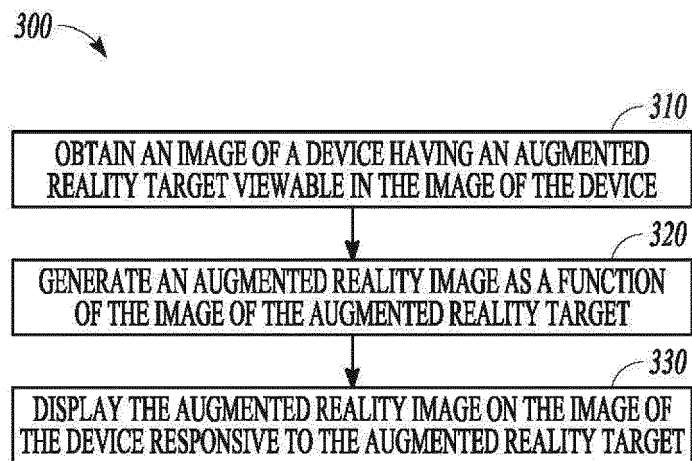 300
310
OBTAIN AN IMAGE OF A DEVICE HAVING AN AUGMENTED
REALITY TARGET VIEWABLE IN THE IMAGE OF THE DEVICE
320
GENERATE AN AUGMENTED REALITY IMAGE AS A FUNCTION
OF THE IMAGE OF THE AUGMENTED REALITY TARGET
330
DISPLAY THE AUGMENTED REALITY IMAGE ON THE IMAGE OF
THE DEVICE RESPONSIVE TO THE AUGMENTED REALITY TARGET